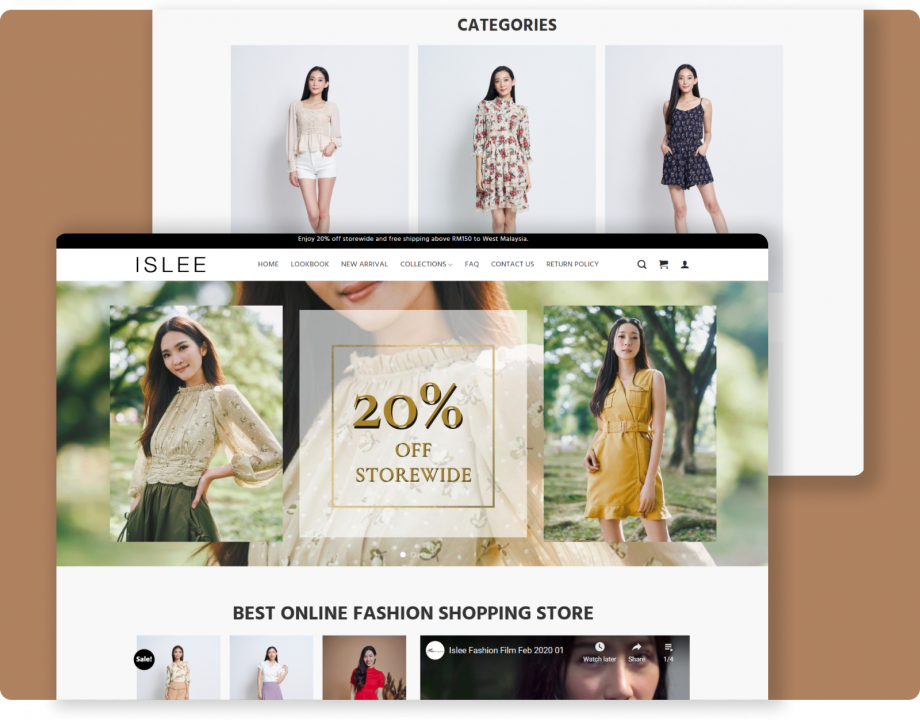 CATEGORIES
Enjoy 20% off storewide and free shipping above RM150 to West Malaysia.
ISLEE
HOME LOOKBOOK NEW ARRIVAL COLLECTIONS FAQ CONTACT US RETURN POLICY
20%
OFF
STOREWIDE
BEST ONLINE FASHION SHOPPING STORE
Sale!
Islee Fashion Film Feb 2020 01
Watch later Share 1/4